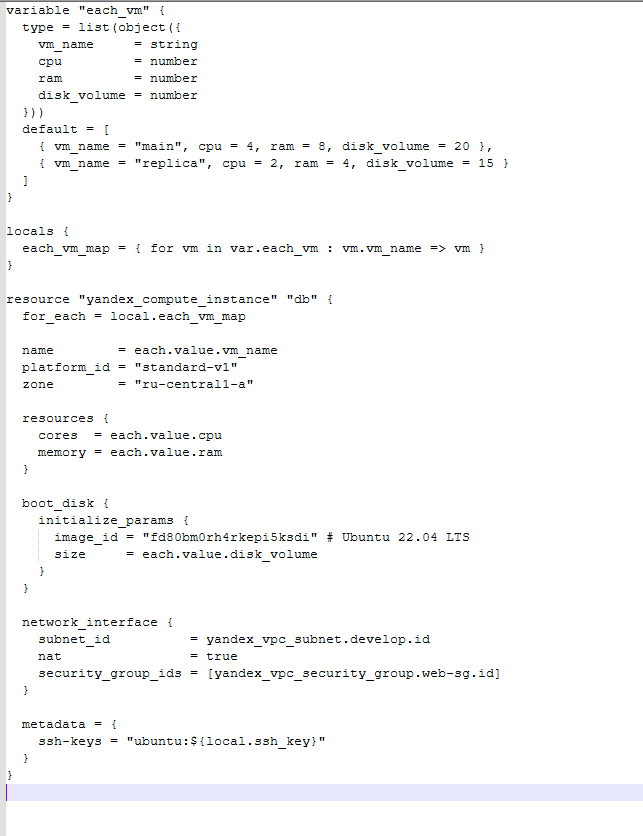 variable "each_vm" {
  type = list(object({
    vm_name     = string
    cpu         = number
    ram         = number
    disk_volume = number
  }))
  default = [
    { vm_name = "main", cpu = 4, ram = 8, disk_volume = 20 },
    { vm_name = "replica", cpu = 2, ram = 4, disk_volume = 15 }
  ]
}

locals {
  each_vm_map = { for vm in var.each_vm : vm.vm_name => vm }
}

resource "yandex_compute_instance" "db" {
  for_each = local.each_vm_map

  name        = each.value.vm_name
  platform_id = "standard-v1"
  zone        = "ru-central1-a"

  resources {
    cores  = each.value.cpu
    memory = each.value.ram
  }

  boot_disk {
    initialize_params {
      image_id = "fd80bm0rh4rkepi5ksdi" # Ubuntu 22.04 LTS
      size     = each.value.disk_volume
    }
  }

  network_interface {
    subnet_id          = yandex_vpc_subnet.develop.id
    nat                = true
    security_group_ids = [yandex_vpc_security_group.web-sg.id]
  }

  metadata = {
    ssh-keys = "ubuntu:${local.ssh_key}"
  }
}